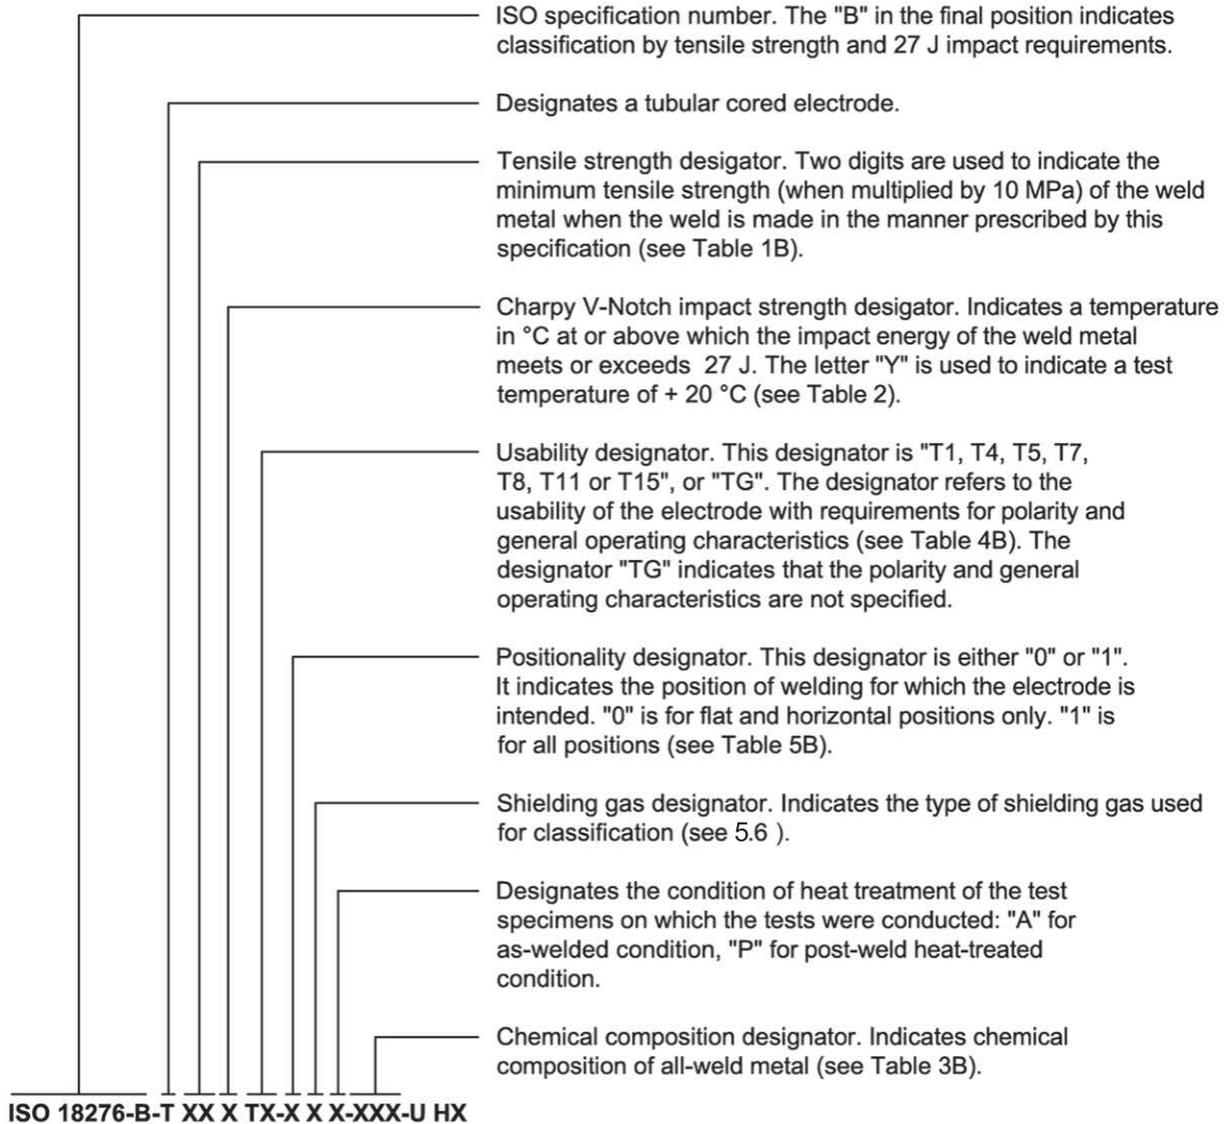 ISO specification number. The "B" in the final position indicates
classification by tensile strength and 27 J impact requirements.
Designates a tubular cored electrode.
Tensile strength desigator. Two digits are used to indicate the
minimum tensile strength (when multiplied by 10 MPa) of the weld
metal when the weld is made in the manner prescribed by this
specification (see Table 1B).
Charpy V-Notch impact strength desigator. Indicates a temperature
in °C at or above which the impact energy of the weld metal
meets or exceeds 27 J. The letter "Y" is used to indicate a test
temperature of + 20 °C (see Table 2).
Usability designator. This designator is "T1, T4, T5, T7,
T8, T11 or T15", or "TG". The designator refers to the
usability of the electrode with requirements for polarity and
general operating characteristics (see Table 4B). The
designator "TG" indicates that the polarity and general
operating characteristics are not specified.
Positionality designator. This designator is either "0" or "1".
It indicates the position of welding for which the electrode is
intended. "0" is for flat and horizontal positions only. "1" is
for all positions (see Table 5B).
Shielding gas designator. Indicates the type of shielding gas used
for classification (see 5.6 ).
Designates the condition of heat treatment of the test
specimens on which the tests were conducted: "A" for
as-welded condition, "P" for post-weld heat-treated
condition.
Chemical composition designator. Indicates chemical
composition of all-weld metal (see Table 3B).
ISO 18276-B-T XX X TX-X X X-XXX-U HX